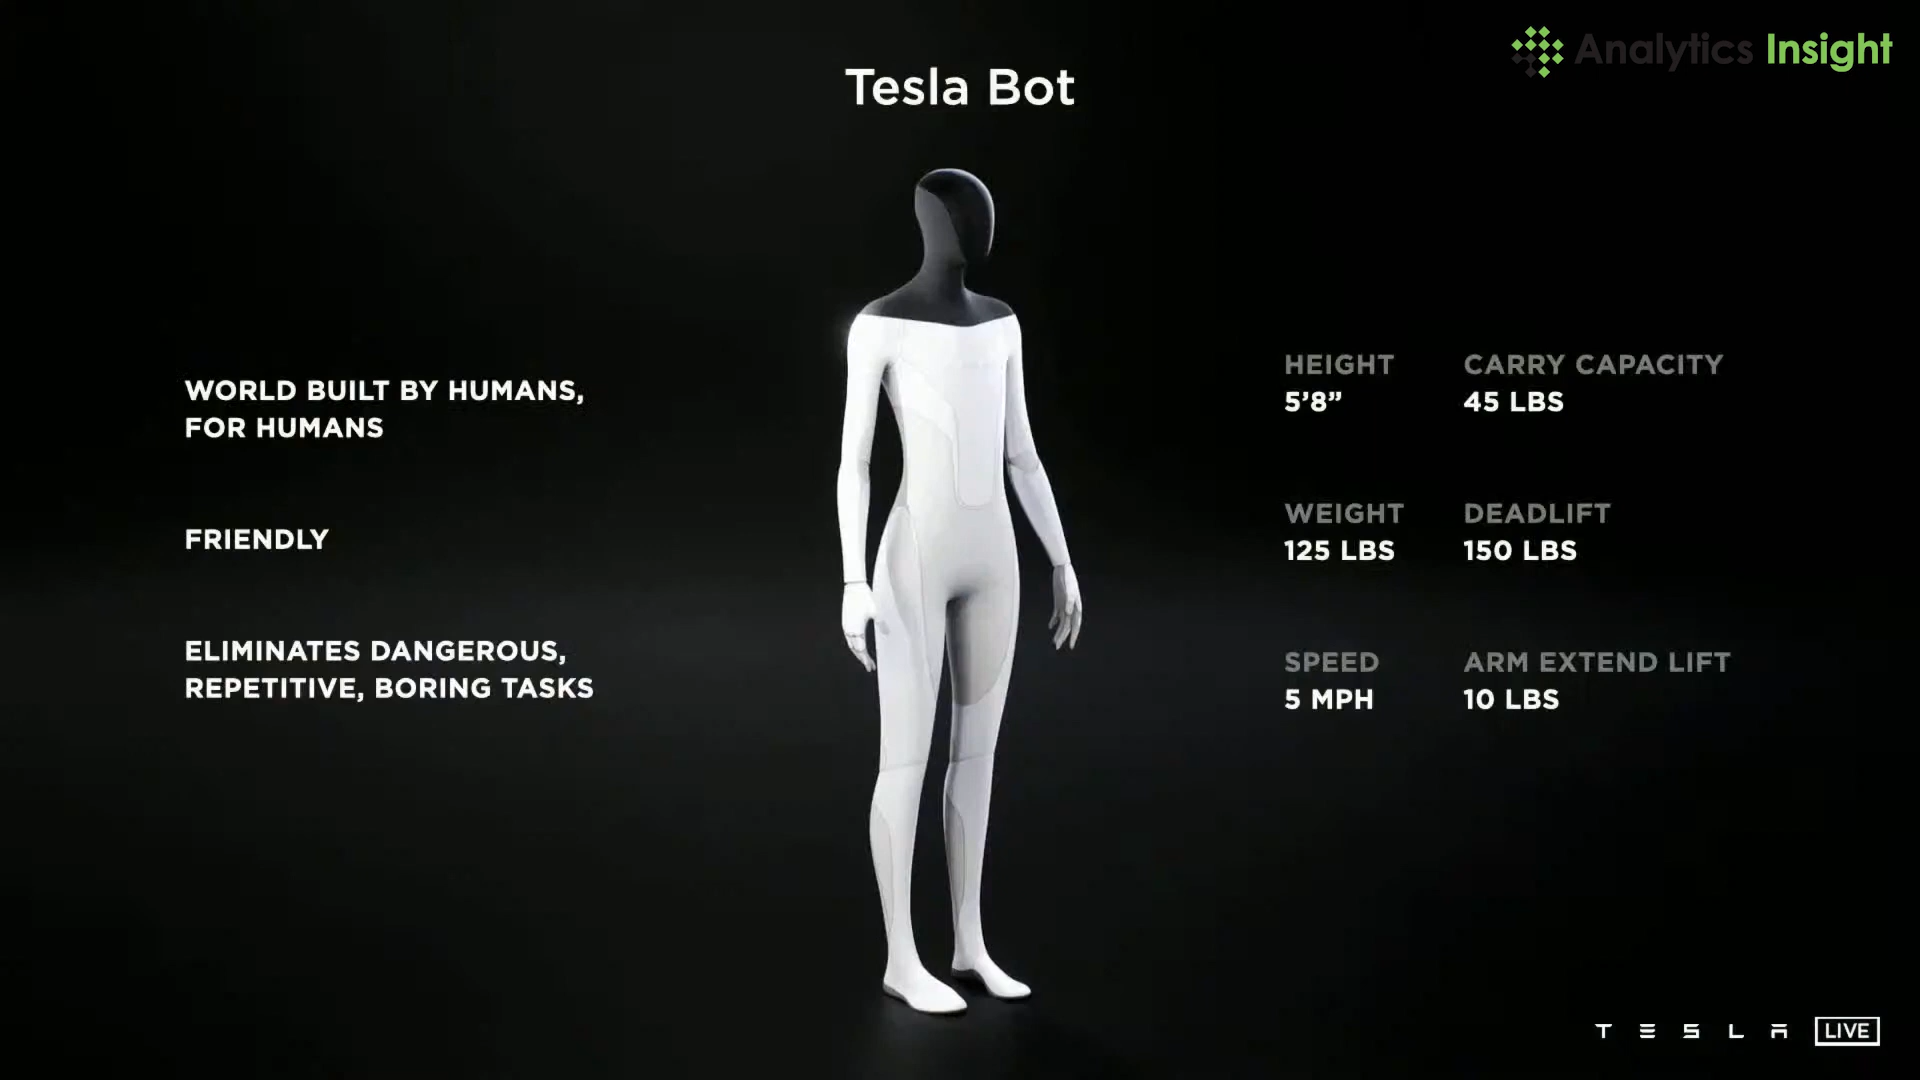 Analytics Insight
Tesla Bot
WORLD BUILT BY HUMANS,
FOR HUMANS
FRIENDLY
ELIMINATES DANGEROUS,
REPETITIVE, BORING TASKS
HEIGHT
5’8”
CARRY CAPACITY
45 LBS
WEIGHT
125 LBS
DEADLIFT
150 LBS
SPEED
5 MPH
ARM EXTEND LIFT
10 LBS
TESLA LIVE